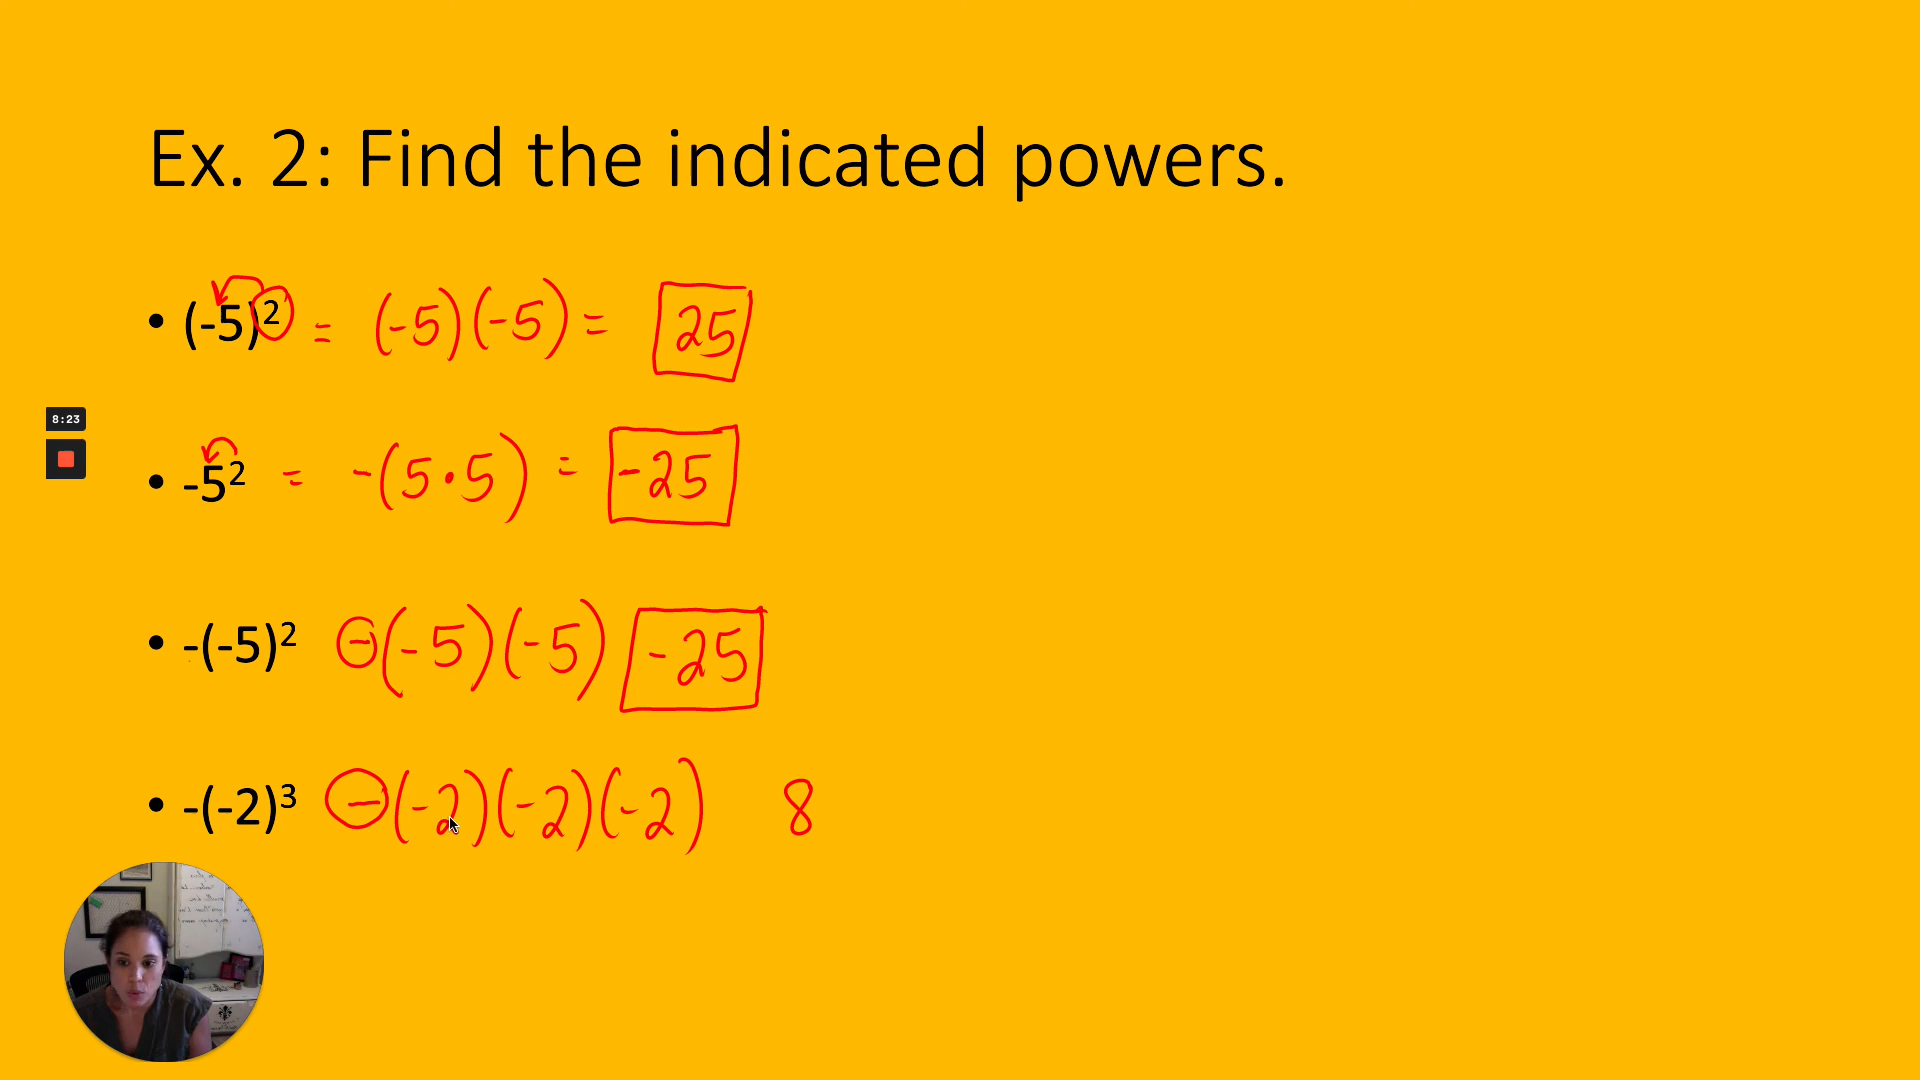 Ex. 2: Find the indicated powers.
• (-5)² = (-5)(-5) = 25
8:23
• -5² = -(5·5) = -25
• -(-5)² -(-5)(-5) -25
• -(-2)³ -(-2)(-2)(-2) 8